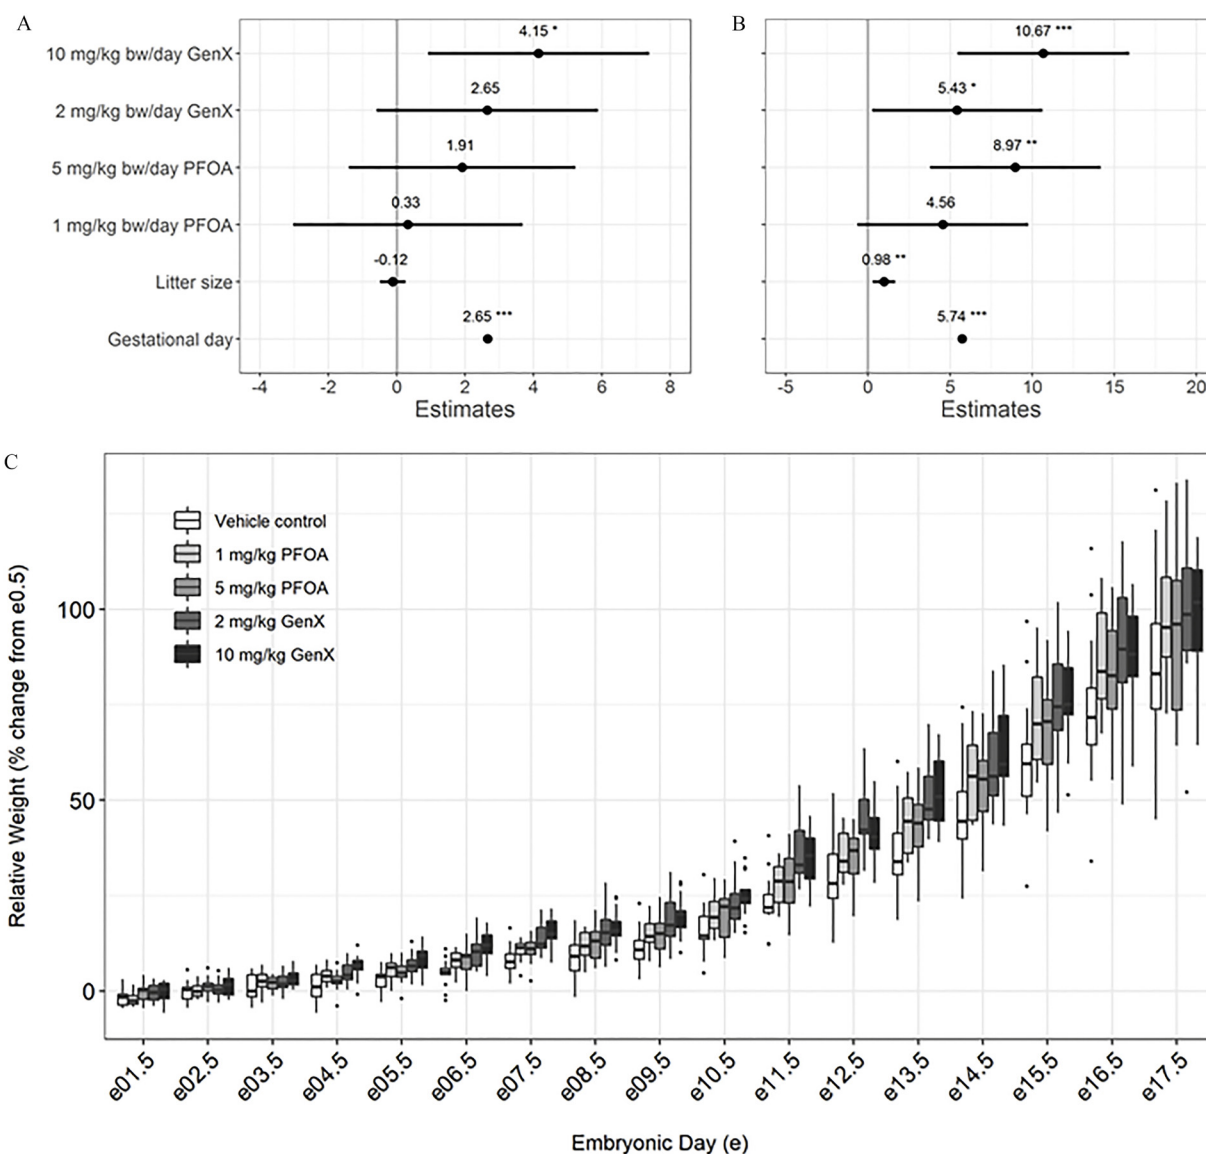 A
10 mg/kg bw/day GenX
4.15 *
2 mg/kg bw/day GenX
2.65
5 mg/kg bw/day PFOA
1.91
1 mg/kg bw/day PFOA
0.33
Litter size
-0.12
Gestational day
2.65 ***
-4 -2 0 2 4 6 8
Estimates
B
10.67 ***
5.43 *
8.97 **
4.56
0.98 **
5.74 ***
-5 0 5 10 15 20
Estimates
C
Relative Weight (% change from e0.5)
100
50
0
Vehicle control
1 mg/kg PFOA
5 mg/kg PFOA
2 mg/kg GenX
10 mg/kg GenX
e01.5 e02.5 e03.5 e04.5 e05.5 e06.5 e07.5 e08.5 e09.5 e10.5 e11.5 e12.5 e13.5 e14.5 e15.5 e16.5 e17.5
Embryonic Day (e)